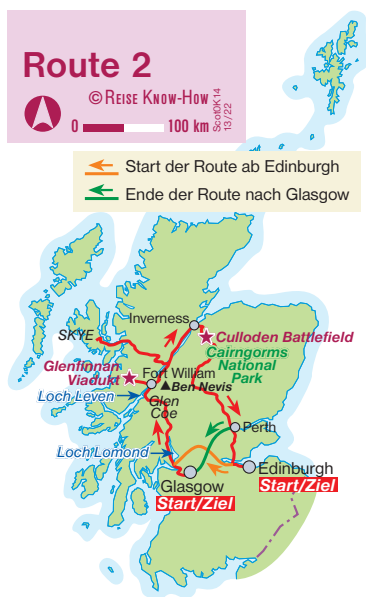 Route 2
© REISE KNOW-HOW
ScotOK14
13/22
0 100 km
Start der Route ab Edinburgh
Ende der Route nach Glasgow
Inverness
SKYE
Culloden Battlefield
Cairngorms
National
Park
Glenfinnan
Viadukt
Fort William
Ben Nevis
Loch Leven
Glen
Coe
Perth
Loch Lomond
Edinburgh
Start/Ziel
Glasgow
Start/Ziel